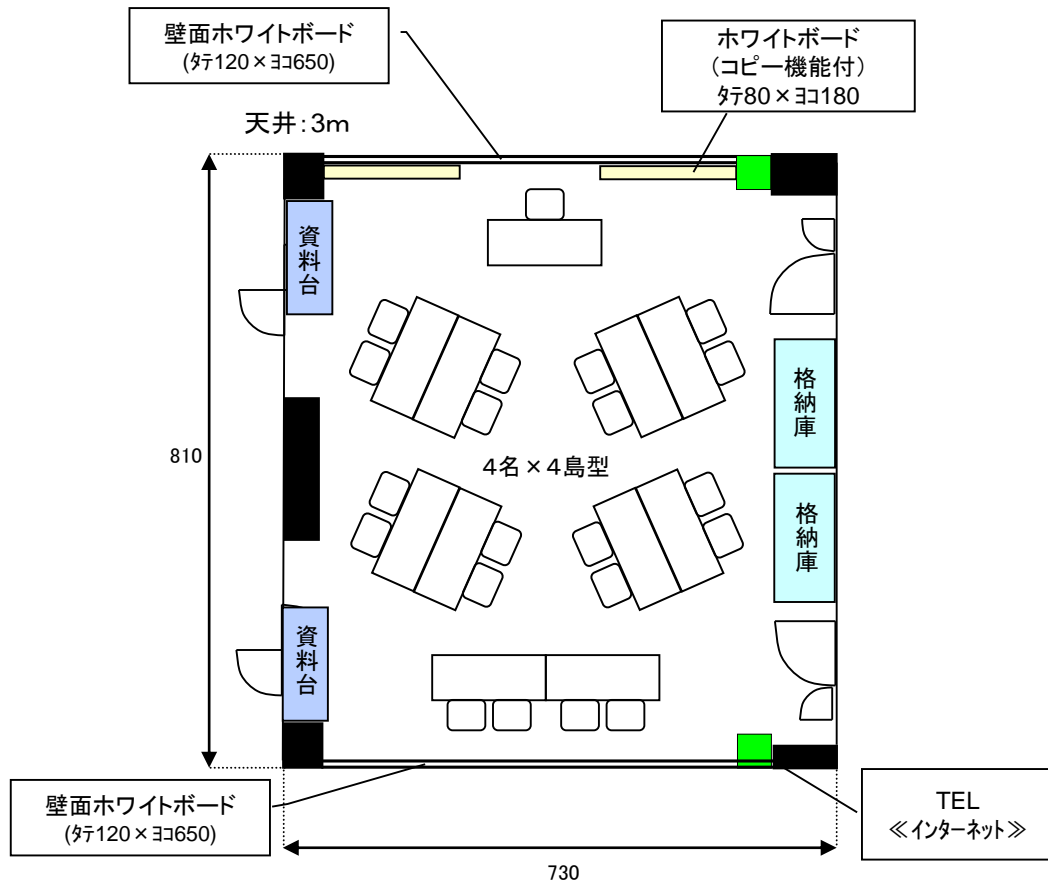 壁面ホワイトボード
(ﾀﾃ120×ﾖｺ650)
ホワイトボード
（コピー機能付）
ﾀﾃ80×ﾖｺ180
天井：3ｍ
資料台
格納庫
810
４名×４島型
格納庫
資料台
壁面ホワイトボード
(ﾀﾃ120×ﾖｺ650)
TEL
≪インターネット≫
730